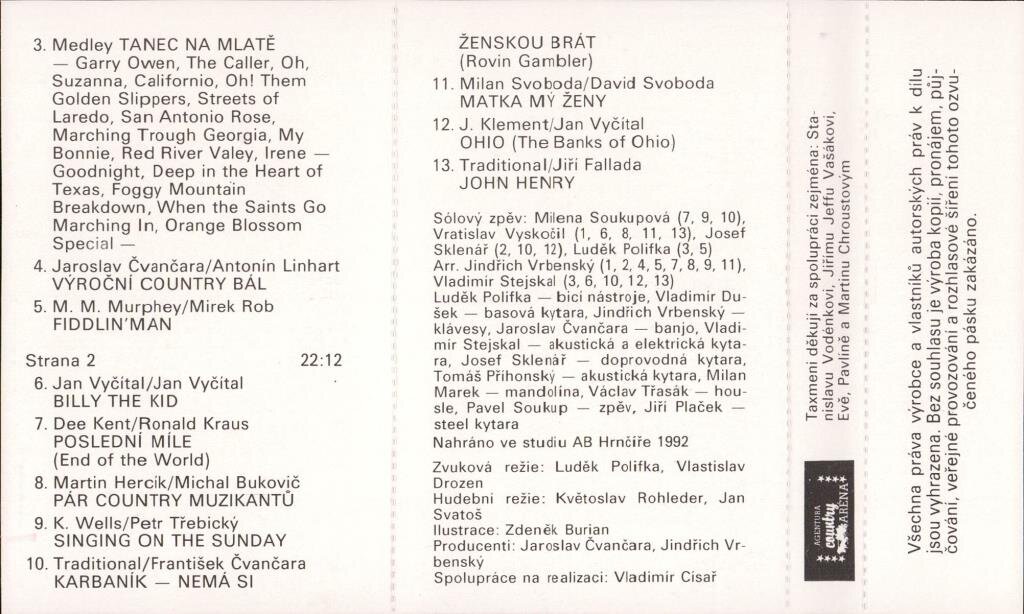 3. Medley TANEC NA MLATĚ
— Garry Owen, The Caller, Oh,
Suzanna, Californio, Oh! Them
Golden Slippers, Streets of
Laredo, San Antonio Rose,
Marching Trough Georgia, My
Bonnie, Red River Valey, Irene —
Goodnight, Deep in the Heart of
Texas, Foggy Mountain
Breakdown, When the Saints Go
Marching In, Orange Blossom
Special —
4. Jaroslav Čvančara/Antonín Linhart
VÝROČNÍ COUNTRY BÁL
5. M. M. Murphey/Mirek Rob
FIDDLIN'MAN
Strana 2 22:12
6. Jan Vyčítal/Jan Vyčítal
BILLY THE KID
7. Dee Kent/Ronald Kraus
POSLEDNÍ MÍLE
(End of the World)
8. Martin Hercík/Michal Bukovič
PÁR COUNTRY MUZIKANTŮ
9. K. Wells/Petr Třebický
SINGING ON THE SUNDAY
10. Traditional/František Čvančara
KARBANÍK — NEMÁ SI
ŽENSKOU BRÁT
(Rovin Gambler)
11. Milan Svoboda/David Svoboda
MATKA MÝ ŽENY
12. J. Klement/Jan Vyčítal
OHIO (The Banks of Ohio)
13. Traditional/Jiří Fallada
JOHN HENRY
Sólový zpěv: Milena Soukupová (7, 9, 10),
Vratislav Vyskočil (1, 6, 8, 11, 13), Josef
Sklenář (2, 10, 12), Luděk Polífka (3, 5)
Arr. Jindřich Vrbenský (1, 2, 4, 5, 7, 8, 9, 11),
Vladimír Stejskal (3, 6, 10, 12, 13)
Luděk Polífka — bicí nástroje, Vladimír Du-
šek — basová kytara, Jindřich Vrbenský —
klávesy, Jaroslav Čvančara — banjo, Vladi-
mír Stejskal — akustická a elektrická kyta-
ra, Josef Sklenář — doprovodná kytara,
Tomáš Příhonský — akustická kytara, Milan
Marek — mandolína, Václav Třasák — hou-
sle, Pavel Soukup — zpěv, Jiří Plaček —
steel kytara
Nahráno ve studiu AB Hrnčíře 1992
Zvuková režie: Luděk Polífka, Vlastislav
Drozen
Hudební režie: Květoslav Rohleder, Jan
Svatoš
Ilustrace: Zdeněk Burian
Producenti: Jaroslav Čvančara, Jindřich Vr-
benský
Spolupráce na realizaci: Vladimír Císař
Taxmeni děkují za spolupráci zejména: Sta-
nislavu Voděnkovi, Jiřímu Jeffu Vašákovi,
Evě, Pavlíně a Martinu Chroustovým
AGENTURA
country
ARÉNA
Všechna práva výrobce a vlastníků autorských práv k dílu
jsou vyhrazena. Bez souhlasu je výroba kopií, pronájem, půj-
čování, veřejné provozování a rozhlasové šíření tohoto ozvu-
čeného pásku zakázáno.